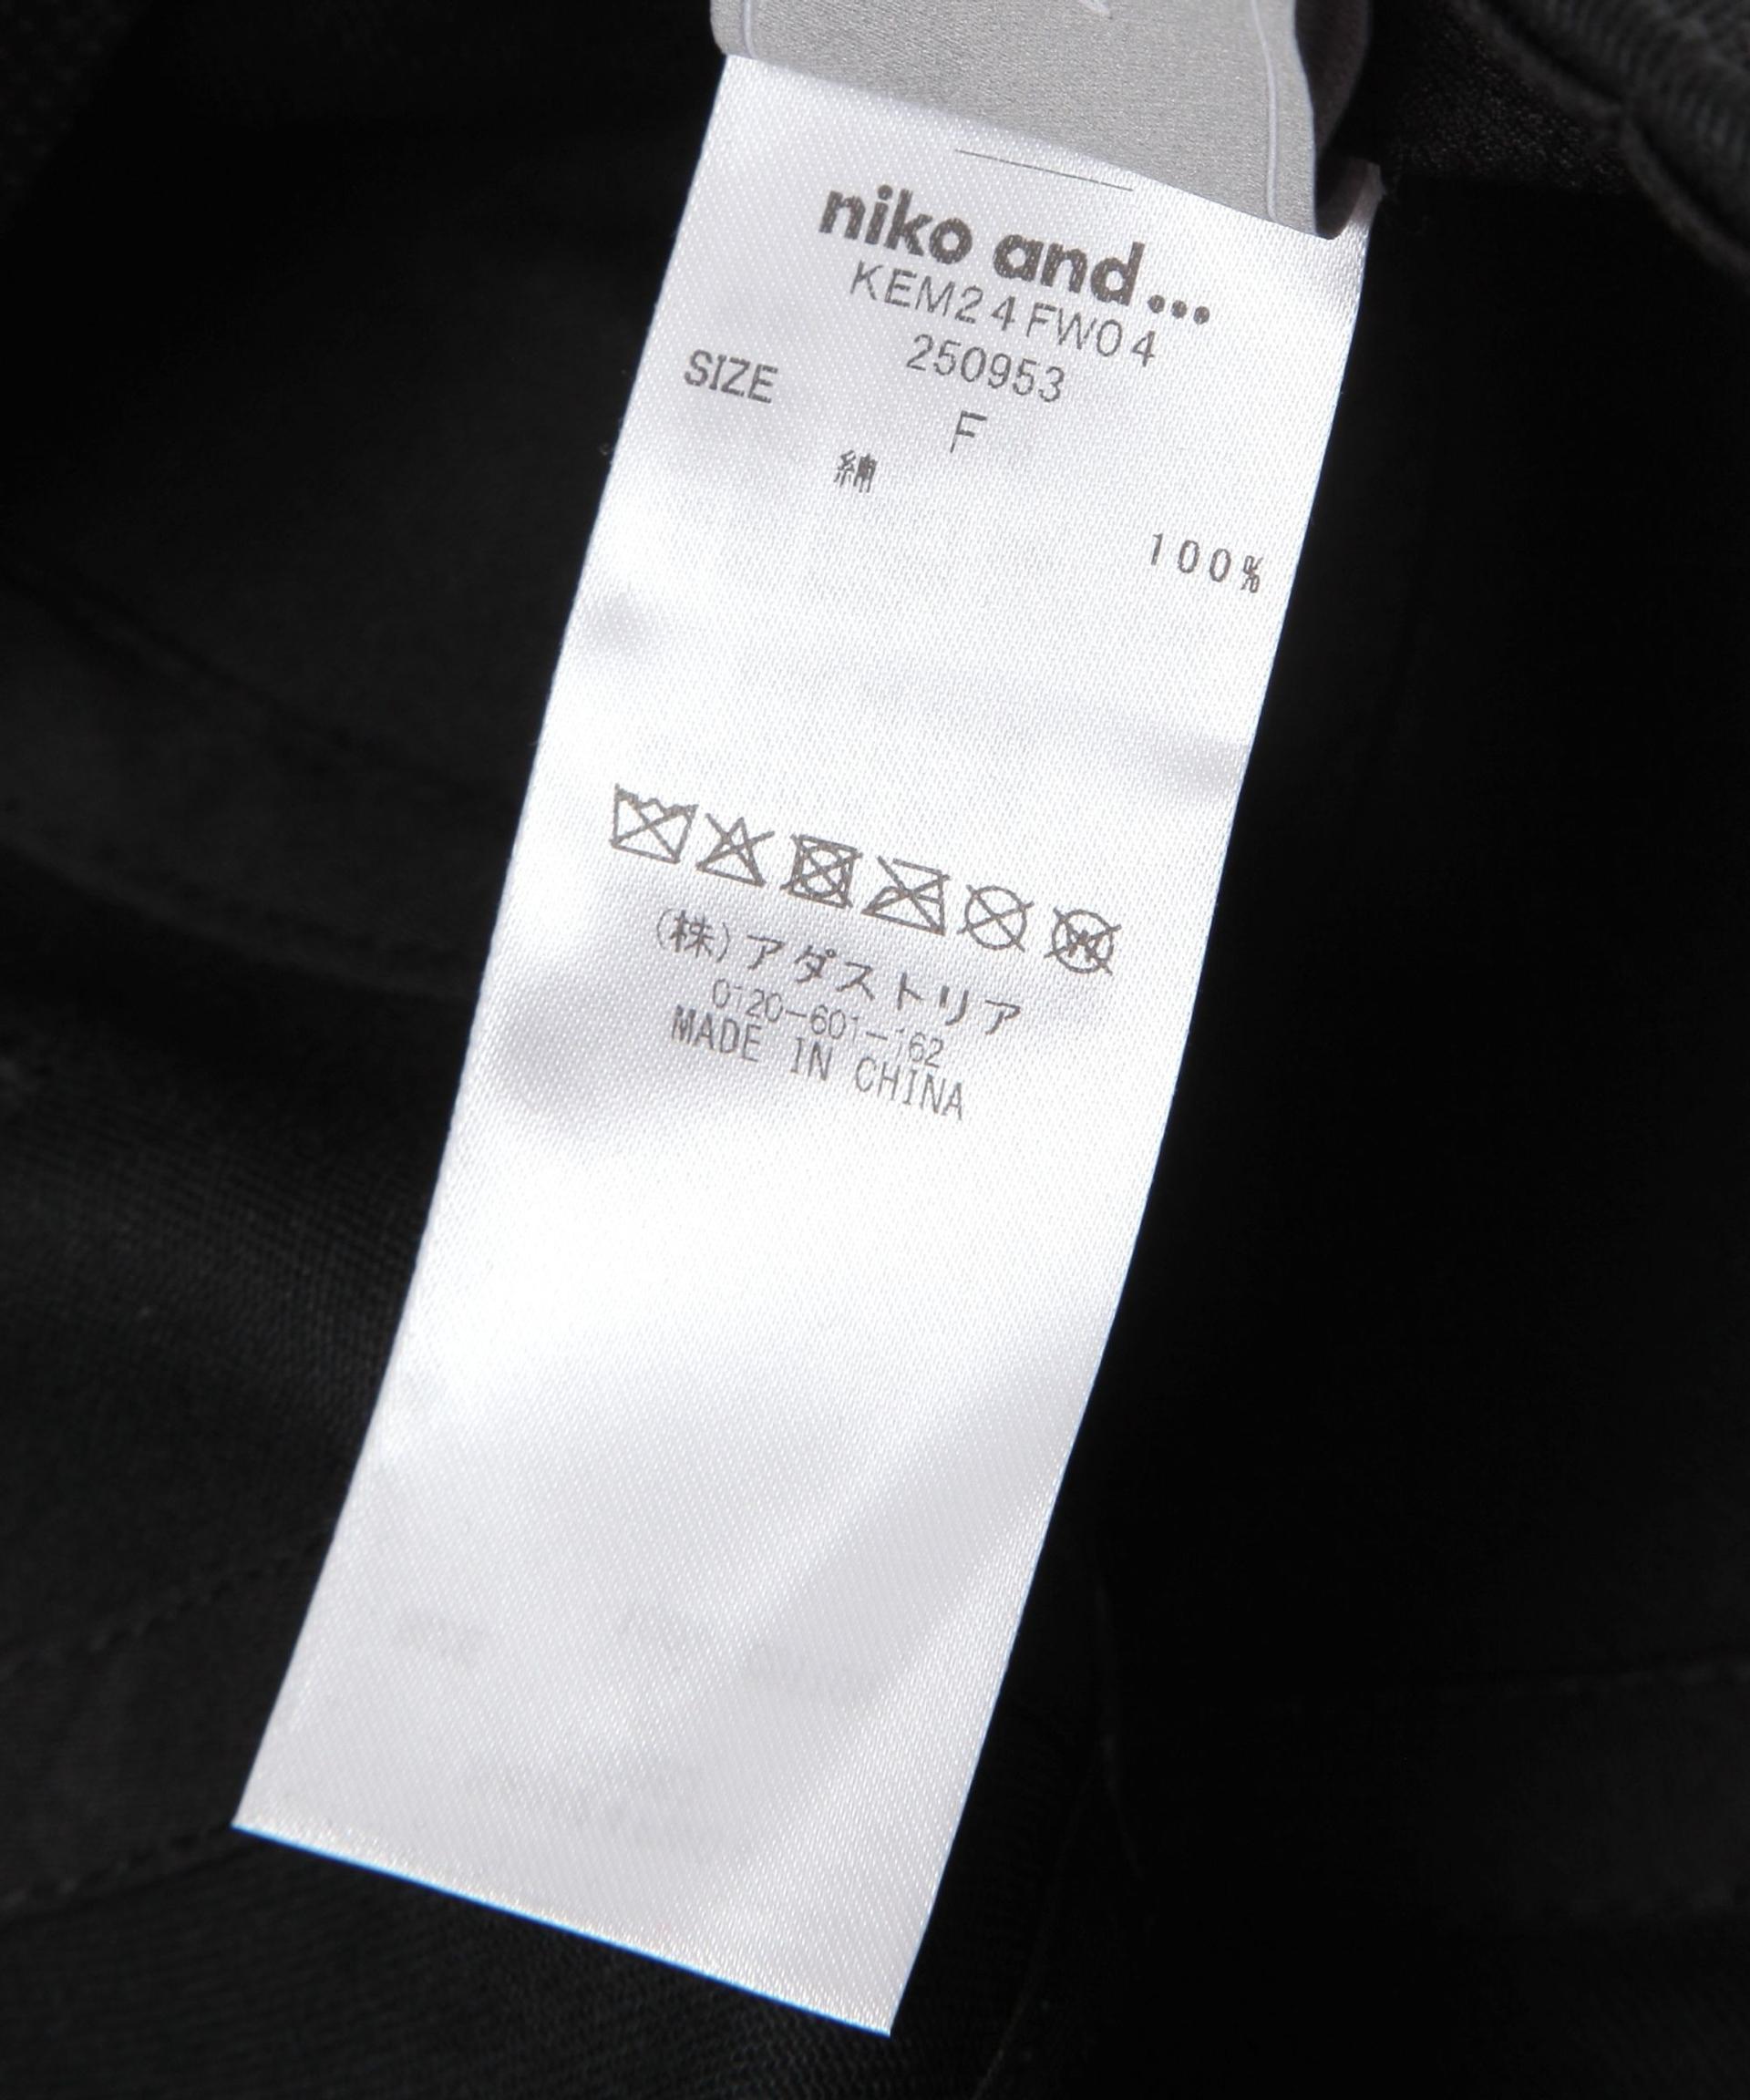 niko and...
KEM24FW04
250953
SIZE F
綿 100%
(株)アダストリア
0120-601-162
MADE IN CHINA